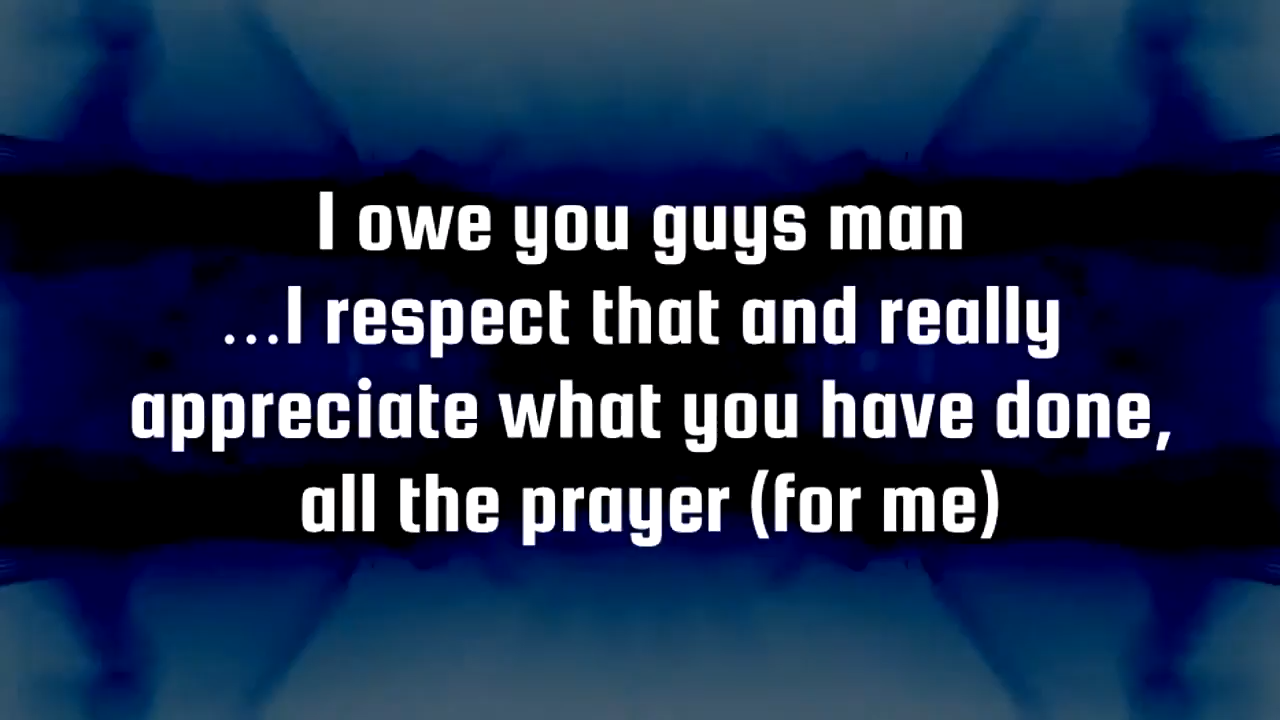 I owe you guys man
...I respect that and really
appreciate what you have done,
all the prayer (for me)